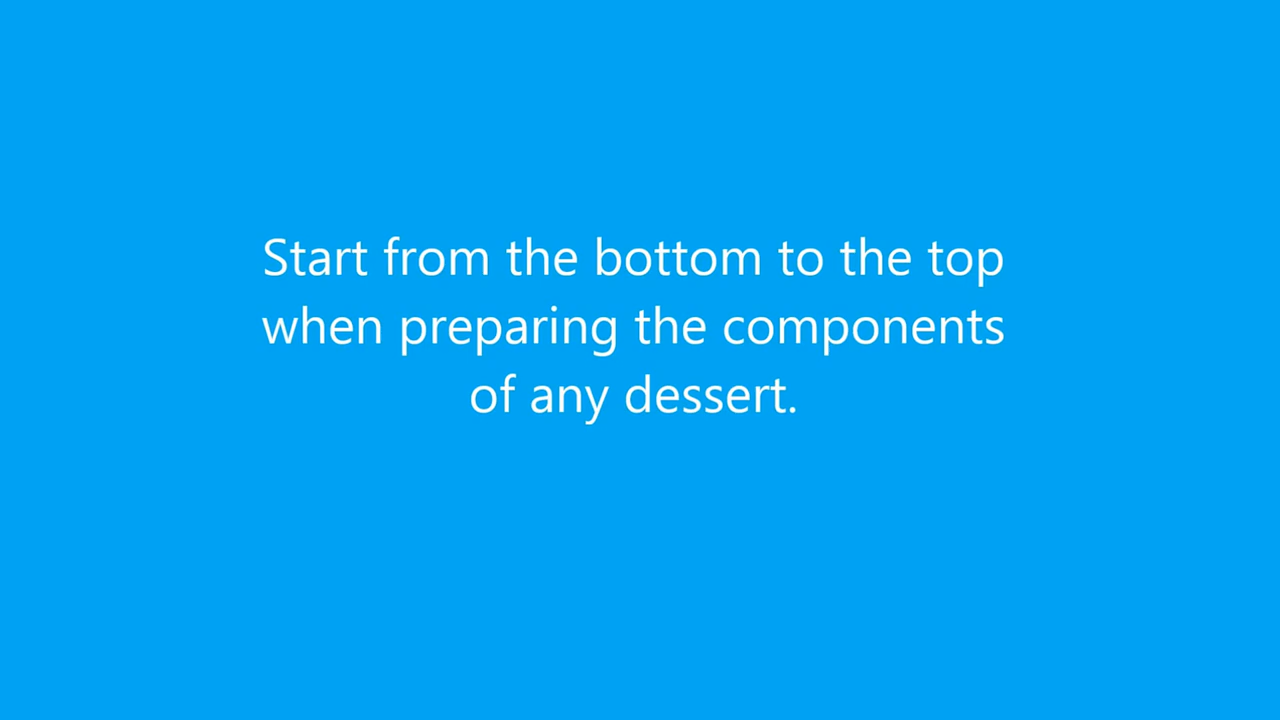 Start from the bottom to the top
when preparing the components
of any dessert.